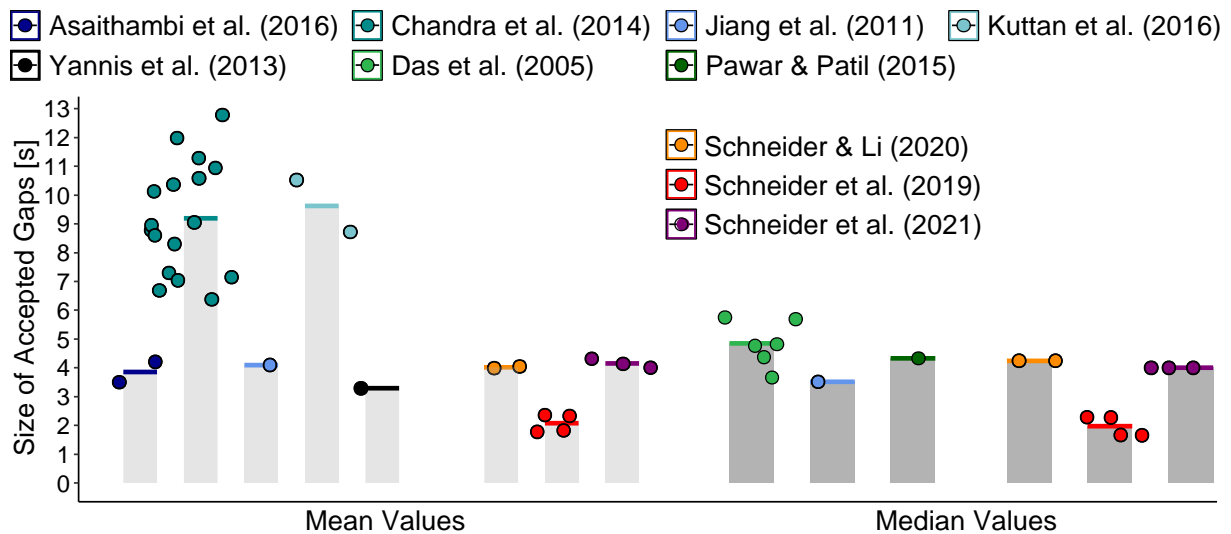 Asaithambi et al. (2016) Chandra et al. (2014) Jiang et al. (2011) Kuttan et al. (2016)
Yannis et al. (2013) Das et al. (2005) Pawar & Patil (2015)
Schneider & Li (2020)
Schneider et al. (2019)
Schneider et al. (2021)
Size of Accepted Gaps [s]
13
12
11
10
9
8
7
6
5
4
3
2
1
0
Mean Values Median Values